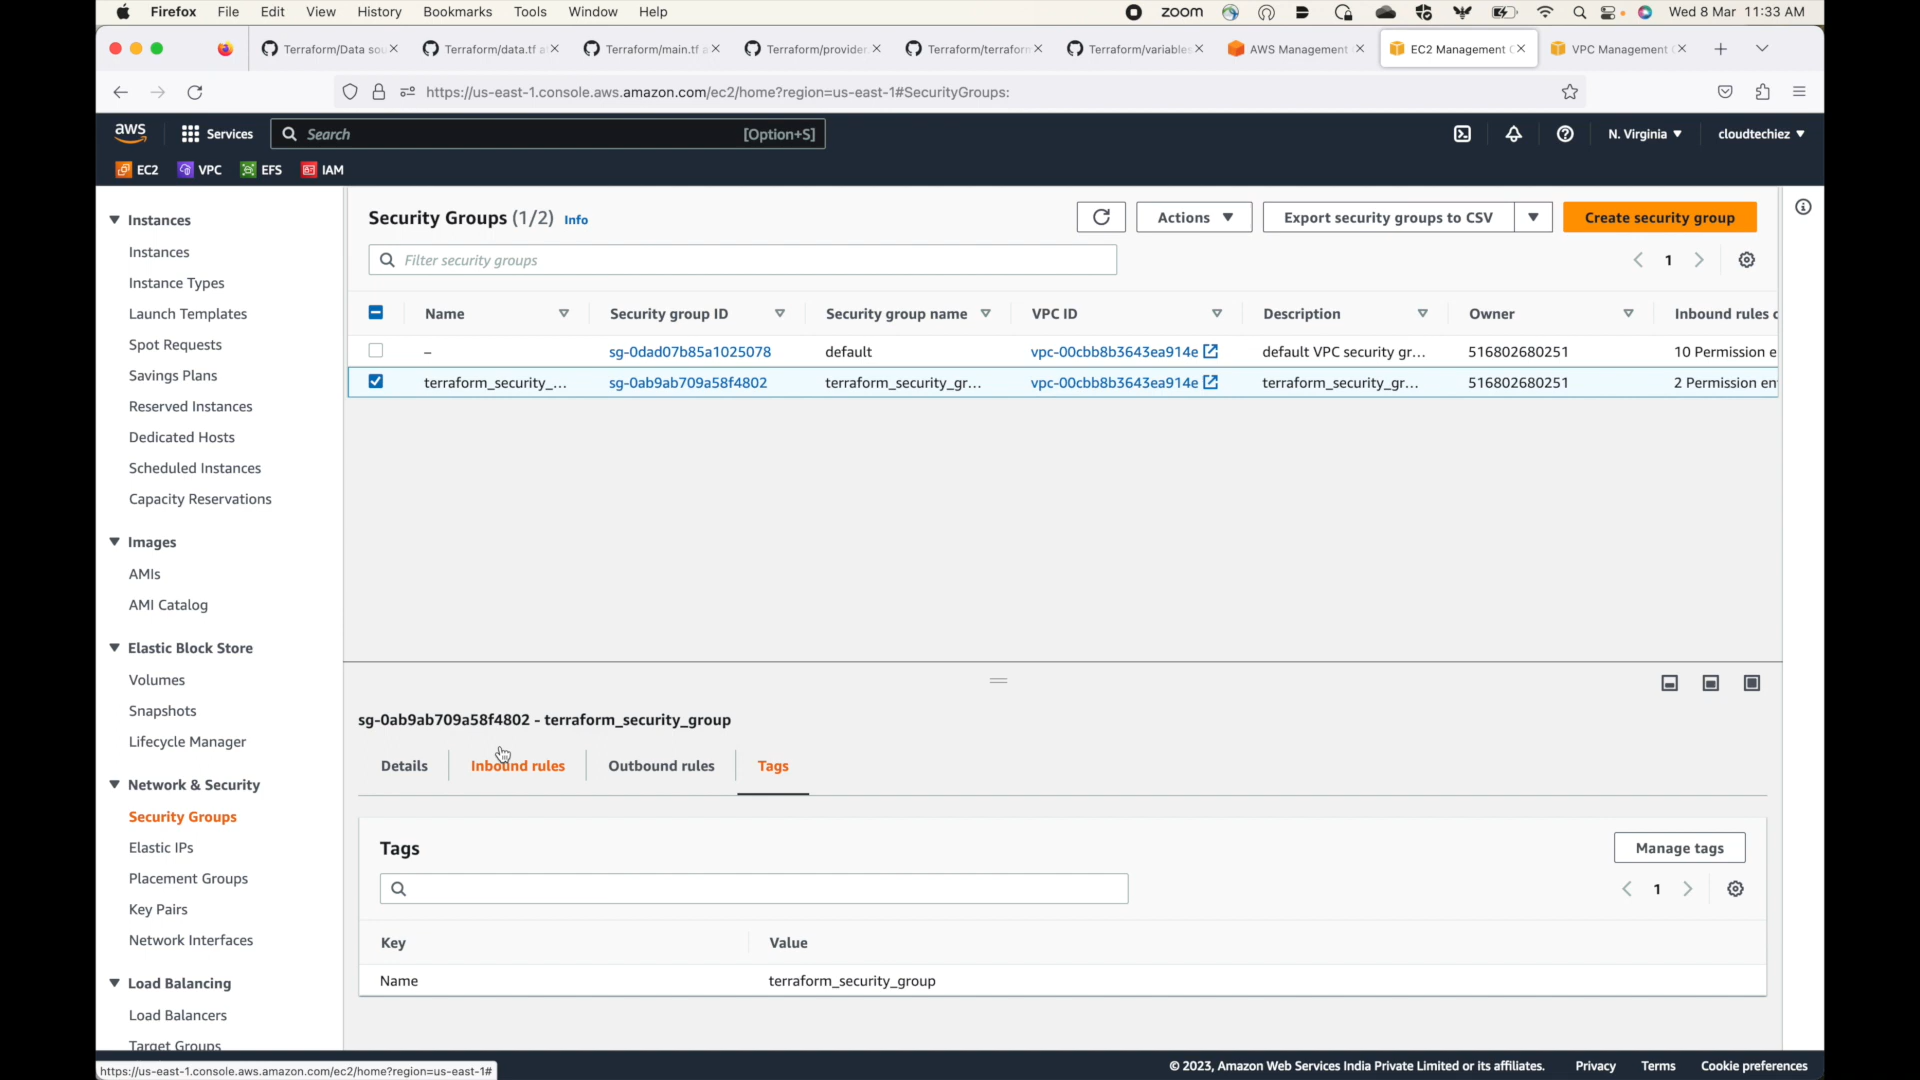 Firefox File Edit View History Bookmarks Tools Window Help zoom Wed 8 Mar 11:33 AM
Terraform/Data sou Terraform/data.tf a Terraform/main.tf a Terraform/provider Terraform/terraform Terraform/variables AWS Management EC2 Management C VPC Management C
https://us-east-1.console.aws.amazon.com/ec2/home?region=us-east-1#SecurityGroups:
aws Services Search [Option+S] N. Virginia cloudtechiez
EC2 VPC EFS IAM
Instances
Instances
Instance Types
Launch Templates
Spot Requests
Savings Plans
Reserved Instances
Dedicated Hosts
Scheduled Instances
Capacity Reservations
Images
AMIs
AMI Catalog
Elastic Block Store
Volumes
Snapshots
Lifecycle Manager
Network & Security
Security Groups
Elastic IPs
Placement Groups
Key Pairs
Network Interfaces
Load Balancing
Load Balancers
Target Groups
Security Groups (1/2) Info Actions Export security groups to CSV Create security group
Filter security groups 1
Name Security group ID Security group name VPC ID Description Owner Inbound rules c
– sg-0dad07b85a1025078 default vpc-00cbb8b3643ea914e default VPC security gr... 516802680251 10 Permission e
terraform_security_... sg-0ab9ab709a58f4802 terraform_security_gr... vpc-00cbb8b3643ea914e terraform_security_gr... 516802680251 2 Permission en
sg-0ab9ab709a58f4802 - terraform_security_group
Details Inbound rules Outbound rules Tags
Tags Manage tags
1
Key Value
Name terraform_security_group
https://us-east-1.console.aws.amazon.com/ec2/home?region=us-east-1# © 2023, Amazon Web Services India Private Limited or its affiliates. Privacy Terms Cookie preferences